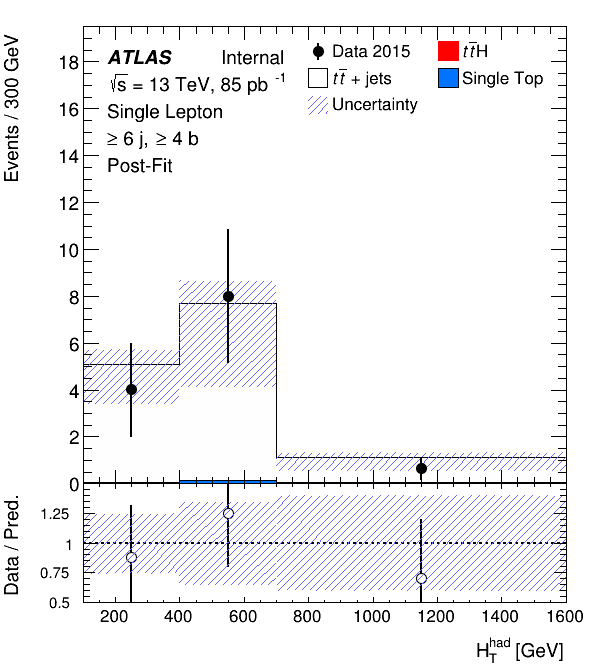 ATLAS Internal
√s = 13 TeV, 85 pb⁻¹
Single Lepton
≥ 6 j, ≥ 4 b
Post-Fit
Data 2015
tt̅H
tt̅ + jets
Single Top
Uncertainty
Events / 300 GeV
18
16
14
12
10
8
6
4
2
0
Data / Pred.
1.25
1
0.75
0.5
200 400 600 800 1000 1200 1400 1600
H_T^had [GeV]